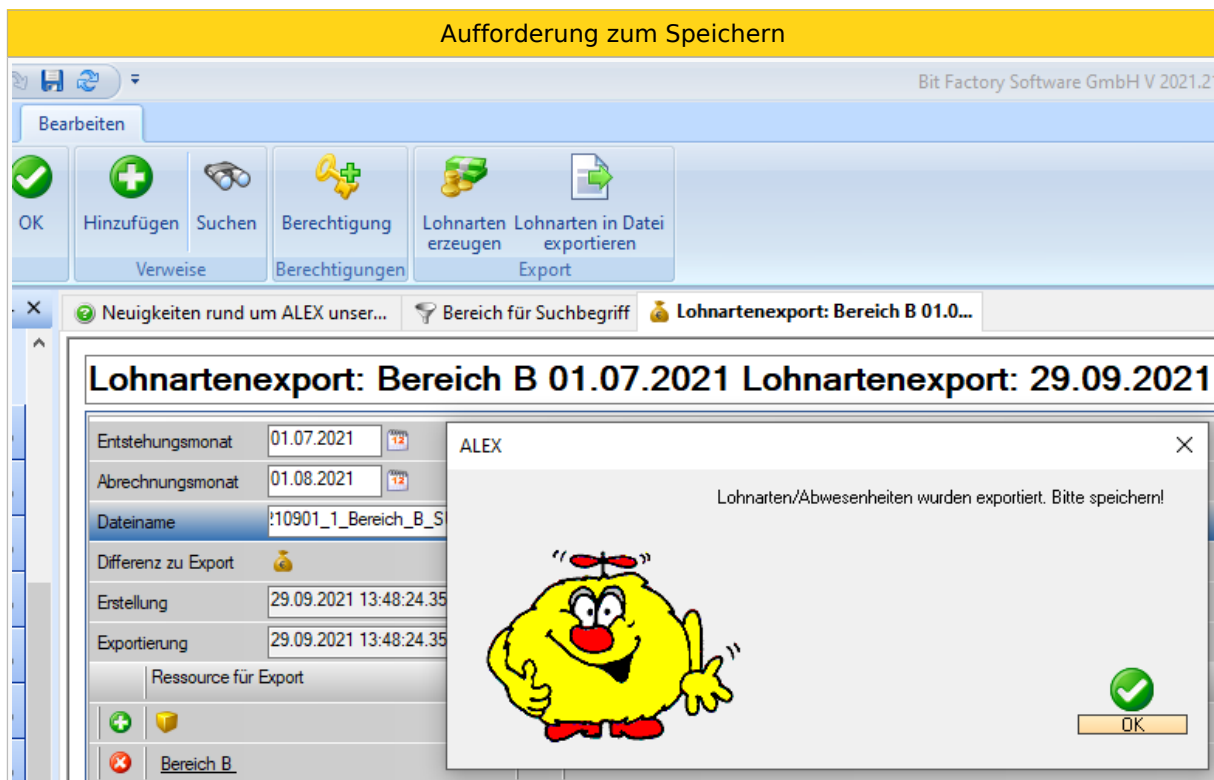 Aufforderung zum Speichern
Bit Factory Software GmbH V 2021.2
Bearbeiten
OK
Hinzufügen
Suchen
Berechtigung
Lohnarten erzeugen
Lohnarten in Datei exportieren
Verweise
Berechtigungen
Export
Neuigkeiten rund um ALEX unser...
Bereich für Suchbegriff
Lohnartenexport: Bereich B 01.0...
Lohnartenexport: Bereich B 01.07.2021 Lohnartenexport: 29.09.2021
Entstehungsmonat 01.07.2021 12
Abrechnungsmonat 01.08.2021 12
Dateiname 210901_1_Bereich_B_S
Differenz zu Export
Erstellung 29.09.2021 13:48:24.35
Exportierung 29.09.2021 13:48:24.35
Ressource für Export
Bereich B
ALEX
Lohnarten/Abwesenheiten wurden exportiert. Bitte speichern!
OK